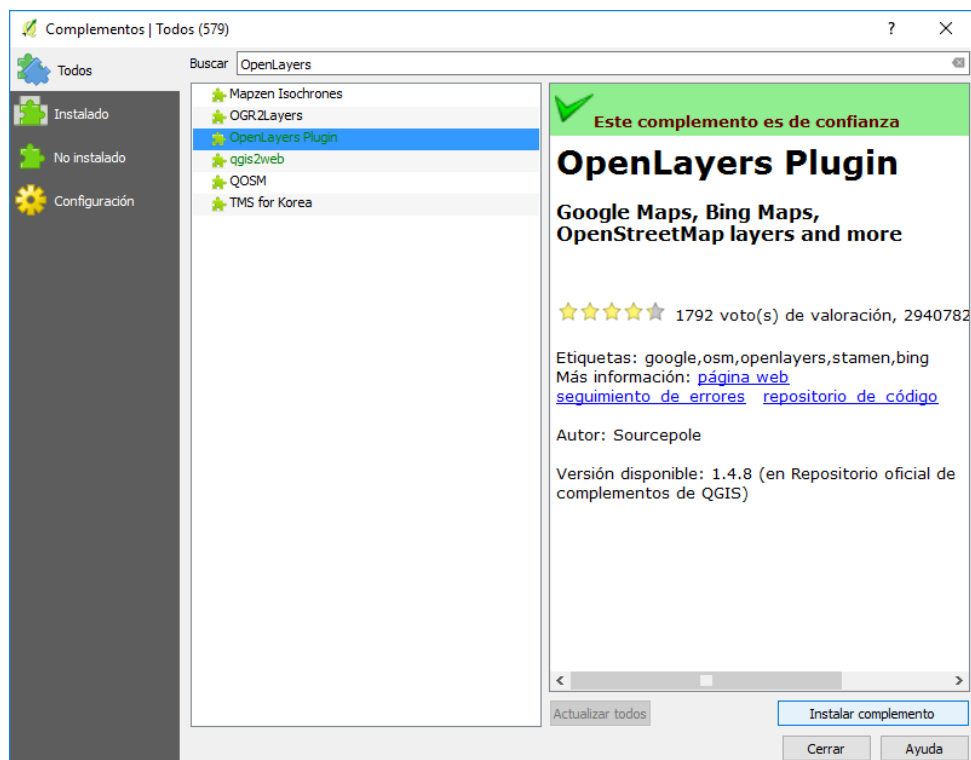 Complementos | Todos (579)
?
Todos
Instalado
No instalado
Configuración
Buscar OpenLayers
Mapzen Isochrones
OGR2Layers
OpenLayers Plugin
qgis2web
QOSM
TMS for Korea
Este complemento es de confianza
OpenLayers Plugin
Google Maps, Bing Maps,
OpenStreetMap layers and more
1792 voto(s) de valoración, 2940782
Etiquetas: google,osm,openlayers,stamen,bing
Más información: página web
seguimiento de errores repositorio de código
Autor: Sourcepole
Versión disponible: 1.4.8 (en Repositorio oficial de
complementos de QGIS)
Actualizar todos
Instalar complemento
Cerrar
Ayuda